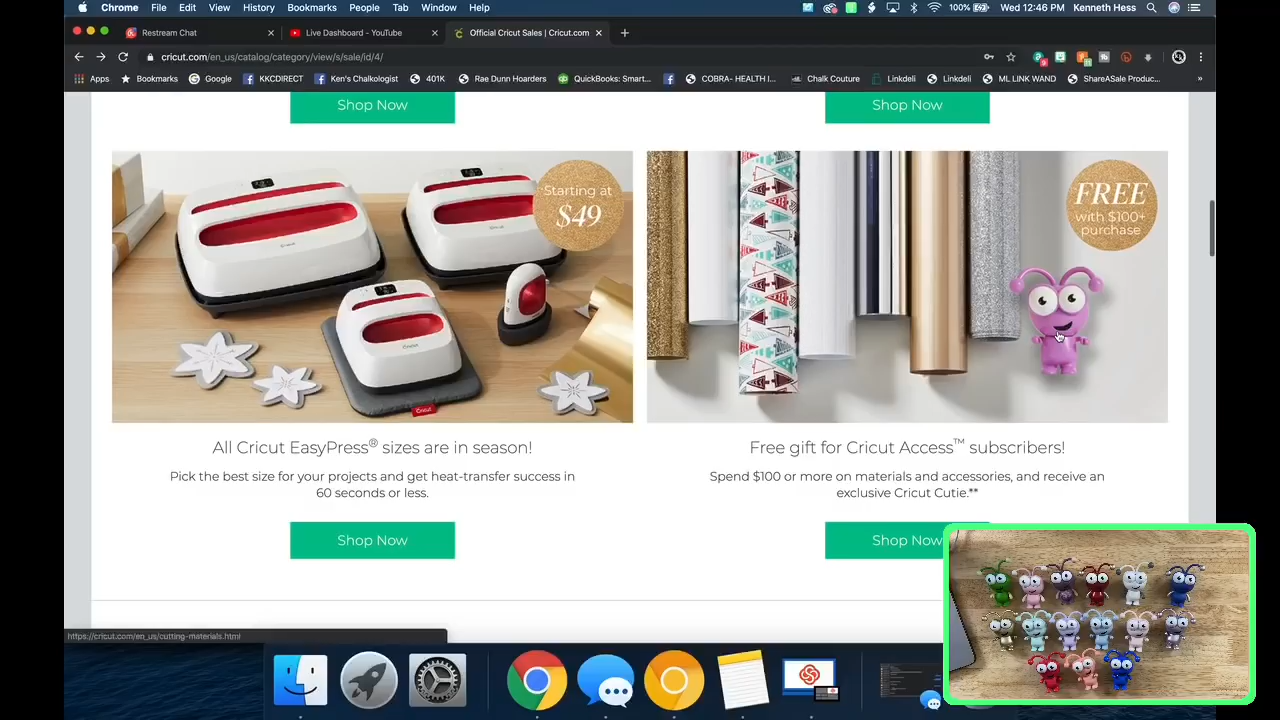 Chrome File Edit View History Bookmarks People Tab Window Help 100% Wed 12:46 PM Kenneth Hess
Restream Chat Live Dashboard - YouTube Official Cricut Sales | Cricut.com
cricut.com/en_us/catalog/category/view/s/sale/id/4/
Apps Bookmarks Google KKCDIRECT Ken's Chalkologist 401K Rae Dunn Hoarders QuickBooks: Smart... COBRA- HEALTH I... Chalk Couture Linkdeli Linkdeli ML LINK WAND ShareASale Produc... »
Shop Now Shop Now
Starting at
$49
FREE
with $100+
purchase
Cricut
All Cricut EasyPress® sizes are in season!
Pick the best size for your projects and get heat-transfer success in
60 seconds or less.
Shop Now
Free gift for Cricut Access™ subscribers!
Spend $100 or more on materials and accessories, and receive an
exclusive Cricut Cutie.**
Shop Now
https://cricut.com/en_us/cutting-materials.html